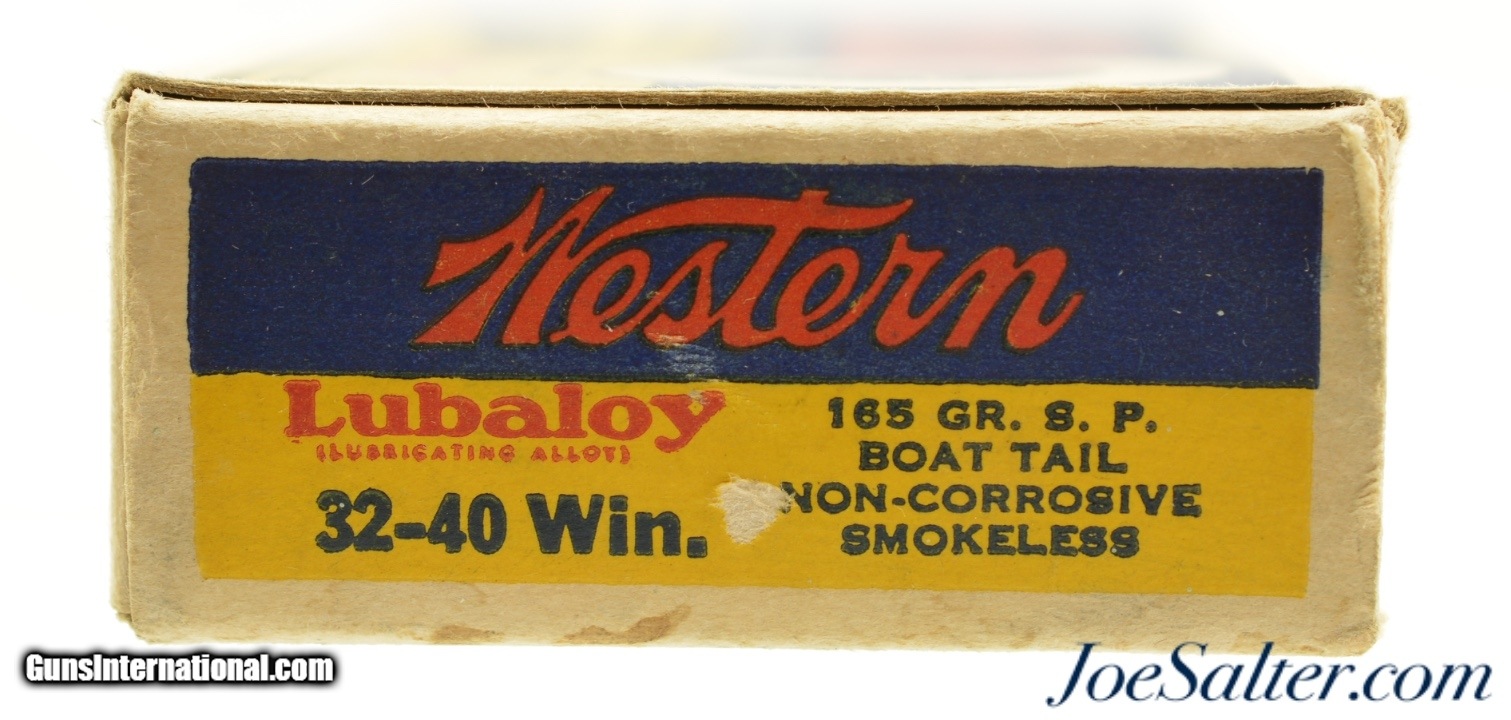 Western
Lubaloy
(LUBRICATING ALLOY)
32-40 Win.
165 GR. S. P.
BOAT TAIL
NON-CORROSIVE
SMOKELESS
GunsInternational.com
JoeSalter.com